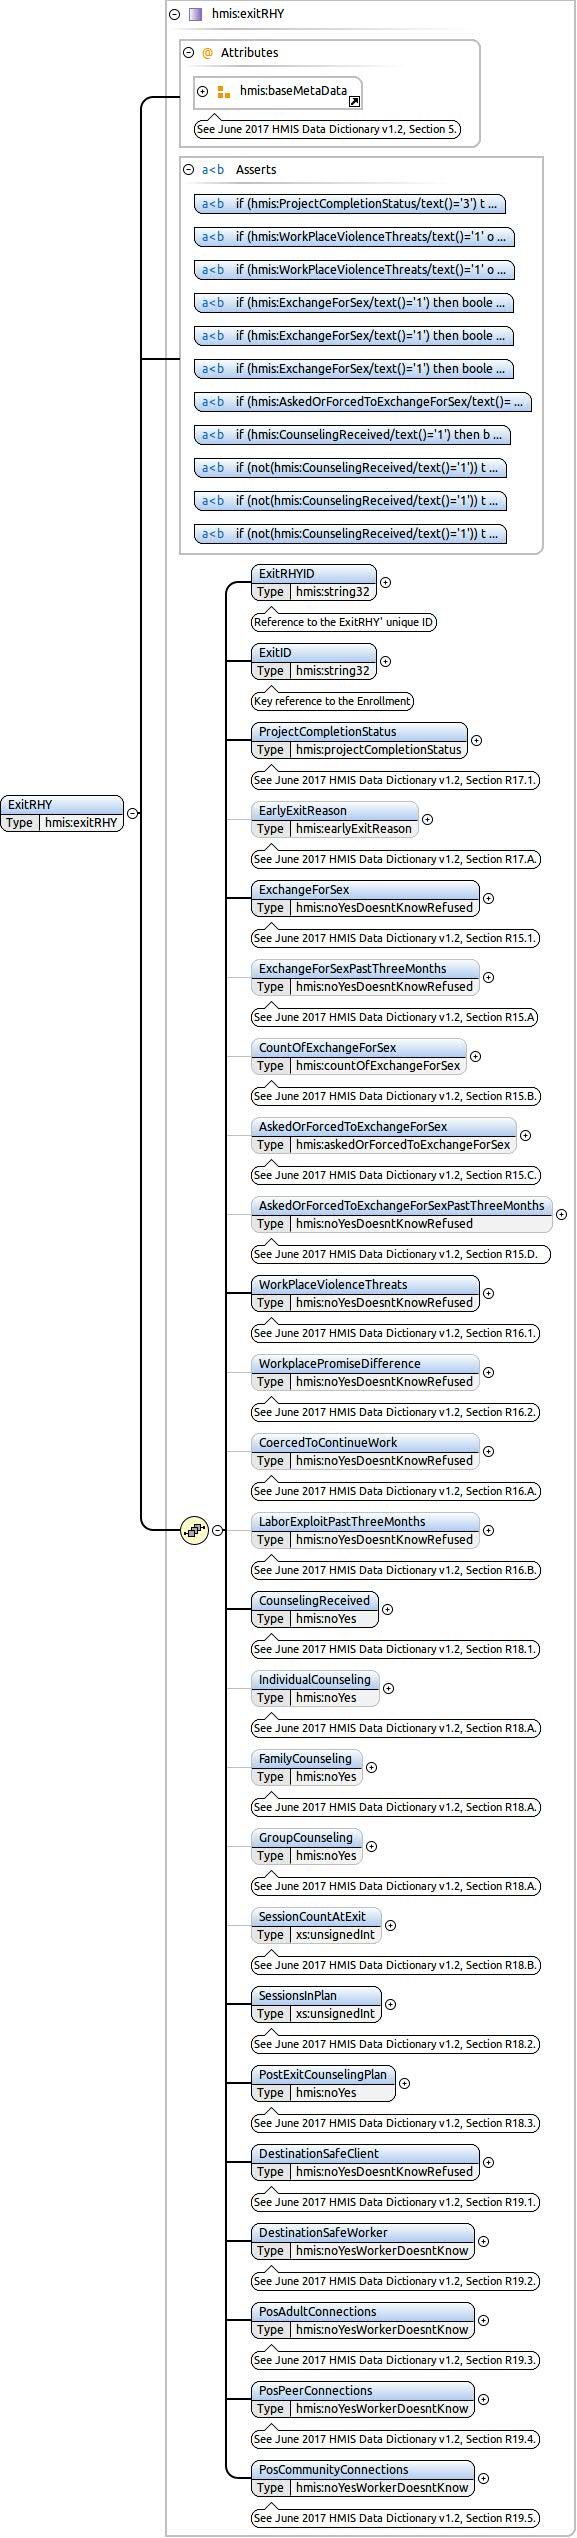 hmis:exitRHY
@ Attributes
hmis:baseMetaData
See June 2017 HMIS Data Dictionary v1.2, Section 5.
a<b Asserts
a<b if (hmis:ProjectCompletionStatus/text()='3') t ...
a<b if (hmis:WorkPlaceViolenceThreats/text()='1' o ...
a<b if (hmis:WorkPlaceViolenceThreats/text()='1' o ...
a<b if (hmis:ExchangeForSex/text()='1') then boole ...
a<b if (hmis:ExchangeForSex/text()='1') then boole ...
a<b if (hmis:ExchangeForSex/text()='1') then boole ...
a<b if (hmis:AskedOrForcedToExchangeForSex/text()= ...
a<b if (hmis:CounselingReceived/text()='1') then b ...
a<b if (not(hmis:CounselingReceived/text()='1')) t ...
a<b if (not(hmis:CounselingReceived/text()='1')) t ...
a<b if (not(hmis:CounselingReceived/text()='1')) t ...
ExitRHY
Type hmis:exitRHY
ExitRHYID
Type hmis:string32
Reference to the ExitRHY' unique ID
ExitID
Type hmis:string32
Key reference to the Enrollment
ProjectCompletionStatus
Type hmis:projectCompletionStatus
See June 2017 HMIS Data Dictionary v1.2, Section R17.1.
EarlyExitReason
Type hmis:earlyExitReason
See June 2017 HMIS Data Dictionary v1.2, Section R17.A.
ExchangeForSex
Type hmis:noYesDoesntKnowRefused
See June 2017 HMIS Data Dictionary v1.2, Section R15.1.
ExchangeForSexPastThreeMonths
Type hmis:noYesDoesntKnowRefused
See June 2017 HMIS Data Dictionary v1.2, Section R15.A
CountOfExchangeForSex
Type hmis:countOfExchangeForSex
See June 2017 HMIS Data Dictionary v1.2, Section R15.B.
AskedOrForcedToExchangeForSex
Type hmis:askedOrForcedToExchangeForSex
See June 2017 HMIS Data Dictionary v1.2, Section R15.C.
AskedOrForcedToExchangeForSexPastThreeMonths
Type hmis:noYesDoesntKnowRefused
See June 2017 HMIS Data Dictionary v1.2, Section R15.D.
WorkPlaceViolenceThreats
Type hmis:noYesDoesntKnowRefused
See June 2017 HMIS Data Dictionary v1.2, Section R16.1.
WorkplacePromiseDifference
Type hmis:noYesDoesntKnowRefused
See June 2017 HMIS Data Dictionary v1.2, Section R16.2.
CoercedToContinueWork
Type hmis:noYesDoesntKnowRefused
See June 2017 HMIS Data Dictionary v1.2, Section R16.A.
LaborExploitPastThreeMonths
Type hmis:noYesDoesntKnowRefused
See June 2017 HMIS Data Dictionary v1.2, Section R16.B.
CounselingReceived
Type hmis:noYes
See June 2017 HMIS Data Dictionary v1.2, Section R18.1.
IndividualCounseling
Type hmis:noYes
See June 2017 HMIS Data Dictionary v1.2, Section R18.A.
FamilyCounseling
Type hmis:noYes
See June 2017 HMIS Data Dictionary v1.2, Section R18.A.
GroupCounseling
Type hmis:noYes
See June 2017 HMIS Data Dictionary v1.2, Section R18.A.
SessionCountAtExit
Type xs:unsignedInt
See June 2017 HMIS Data Dictionary v1.2, Section R18.B.
SessionsInPlan
Type xs:unsignedInt
See June 2017 HMIS Data Dictionary v1.2, Section R18.2.
PostExitCounselingPlan
Type hmis:noYes
See June 2017 HMIS Data Dictionary v1.2, Section R18.3.
DestinationSafeClient
Type hmis:noYesDoesntKnowRefused
See June 2017 HMIS Data Dictionary v1.2, Section R19.1.
DestinationSafeWorker
Type hmis:noYesWorkerDoesntKnow
See June 2017 HMIS Data Dictionary v1.2, Section R19.2.
PosAdultConnections
Type hmis:noYesWorkerDoesntKnow
See June 2017 HMIS Data Dictionary v1.2, Section R19.3.
PosPeerConnections
Type hmis:noYesWorkerDoesntKnow
See June 2017 HMIS Data Dictionary v1.2, Section R19.4.
PosCommunityConnections
Type hmis:noYesWorkerDoesntKnow
See June 2017 HMIS Data Dictionary v1.2, Section R19.5.